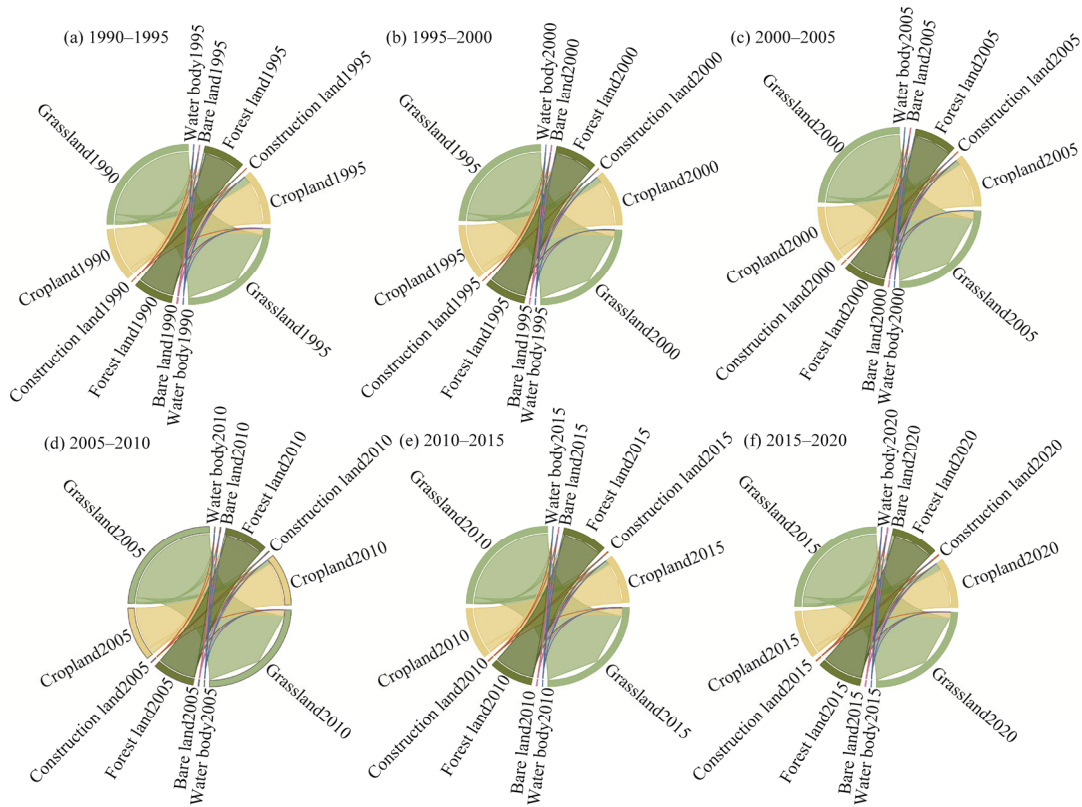 (a) 1990–1995
Water body1995
Bare land1995
Forest land1995
Construction land1995
Cropland1995
Grassland1995
Water body1990
Bare land1990
Forest land1990
Construction land1990
Cropland1990
Grassland1990
(b) 1995–2000
Water body2000
Bare land2000
Forest land2000
Construction land2000
Cropland2000
Grassland2000
Water body1995
Bare land1995
Forest land1995
Construction land1995
Cropland1995
Grassland1995
(c) 2000–2005
Water body2005
Bare land2005
Forest land2005
Construction land2005
Cropland2005
Grassland2005
Water body2000
Bare land2000
Forest land2000
Construction land2000
Cropland2000
Grassland2000
(d) 2005–2010
Water body2010
Bare land2010
Forest land2010
Construction land2010
Cropland2010
Grassland2010
Water body2005
Bare land2005
Forest land2005
Construction land2005
Cropland2005
Grassland2005
(e) 2010–2015
Water body2015
Bare land2015
Forest land2015
Construction land2015
Cropland2015
Grassland2015
Water body2010
Bare land2010
Forest land2010
Construction land2010
Cropland2010
Grassland2010
(f) 2015–2020
Water body2020
Bare land2020
Forest land2020
Construction land2020
Cropland2020
Grassland2020
Water body2015
Bare land2015
Forest land2015
Construction land2015
Cropland2015
Grassland2015